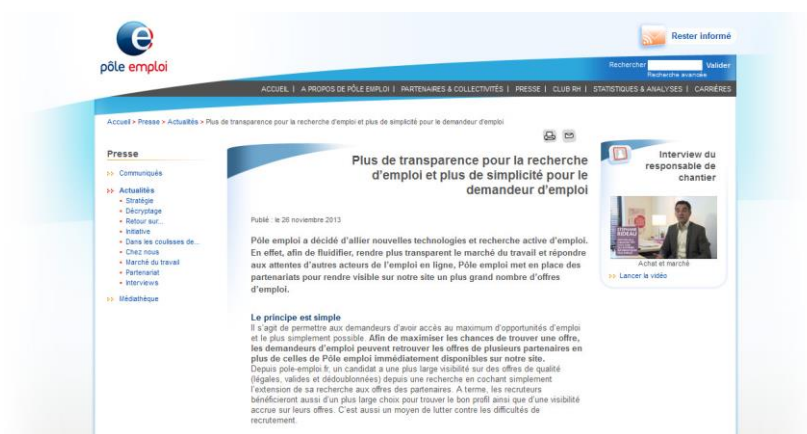 Rester informé
pôle emploi
Rechercher
Valider
Recherche avancée
ACCUEIL | A PROPOS DE PÔLE EMPLOI | PARTENAIRES & COLLECTIVITÉS | PRESSE | CLUB RH | STATISTIQUES & ANALYSES | CARRIÈRES
Accueil > Presse > Actualités > Plus de transparence pour la recherche d'emploi et plus de simplicité pour le demandeur d'emploi
Presse
›› Communiqués
›› Actualités
• Stratégie
• Décryptage
• Retour sur...
• Initiative
• Dans les coulisses de...
• Chez nous
• Marché du travail
• Partenariat
• Interviews
›› Médiathèque
Plus de transparence pour la recherche
d'emploi et plus de simplicité pour le
demandeur d'emploi
Publié : le 26 novembre 2013
Pôle emploi a décidé d'allier nouvelles technologies et recherche active d'emploi.
En effet, afin de fluidifier, rendre plus transparent le marché du travail et répondre
aux attentes d'autres acteurs de l'emploi en ligne, Pôle emploi met en place des
partenariats pour rendre visible sur notre site un plus grand nombre d'offres
d'emploi.
Le principe est simple
Il s'agit de permettre aux demandeurs d'avoir accès au maximum d'opportunités d'emploi
et le plus simplement possible. Afin de maximiser les chances de trouver une offre,
les demandeurs d'emploi peuvent retrouver les offres de plusieurs partenaires en
plus de celles de Pôle emploi immédiatement disponibles sur notre site.
Depuis pole-emploi.fr, un candidat a une plus large visibilité sur des offres de qualité
(légales, valides et dédoublonnées) depuis une recherche en cochant simplement
l'extension de sa recherche aux offres des partenaires. A terme, les recruteurs
bénéficieront aussi d'un plus large choix pour trouver le bon profil ainsi que d'une visibilité
accrue sur leurs offres. C'est aussi un moyen de lutter contre les difficultés de
recrutement.
Interview du
responsable de
chantier
Achat et marché
›› Lancer la vidéo